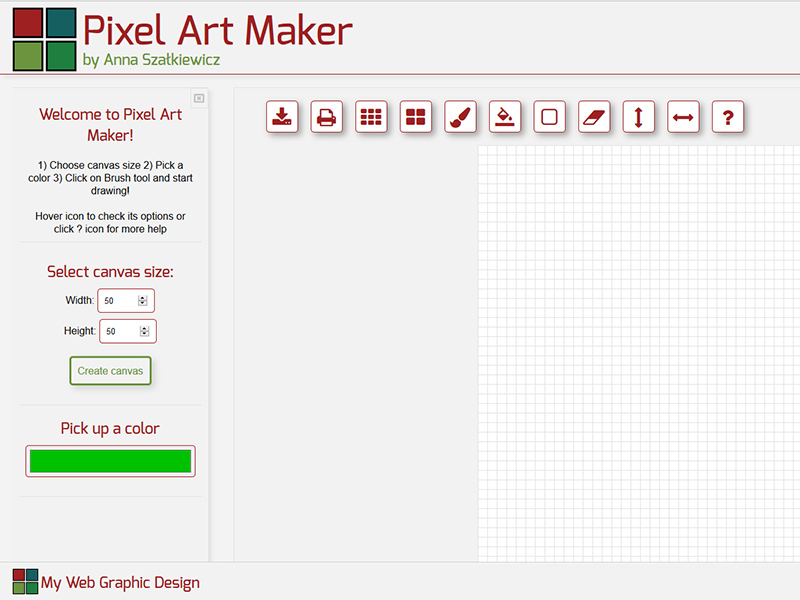 Pixel Art Maker
by Anna Szatkiewicz
Welcome to Pixel Art
Maker!
1) Choose canvas size 2) Pick a
color 3) Click on Brush tool and start
drawing!
Hover icon to check its options or
click ? icon for more help
Select canvas size:
Width: 50
Height: 50
Create canvas
Pick up a color
?
My Web Graphic Design